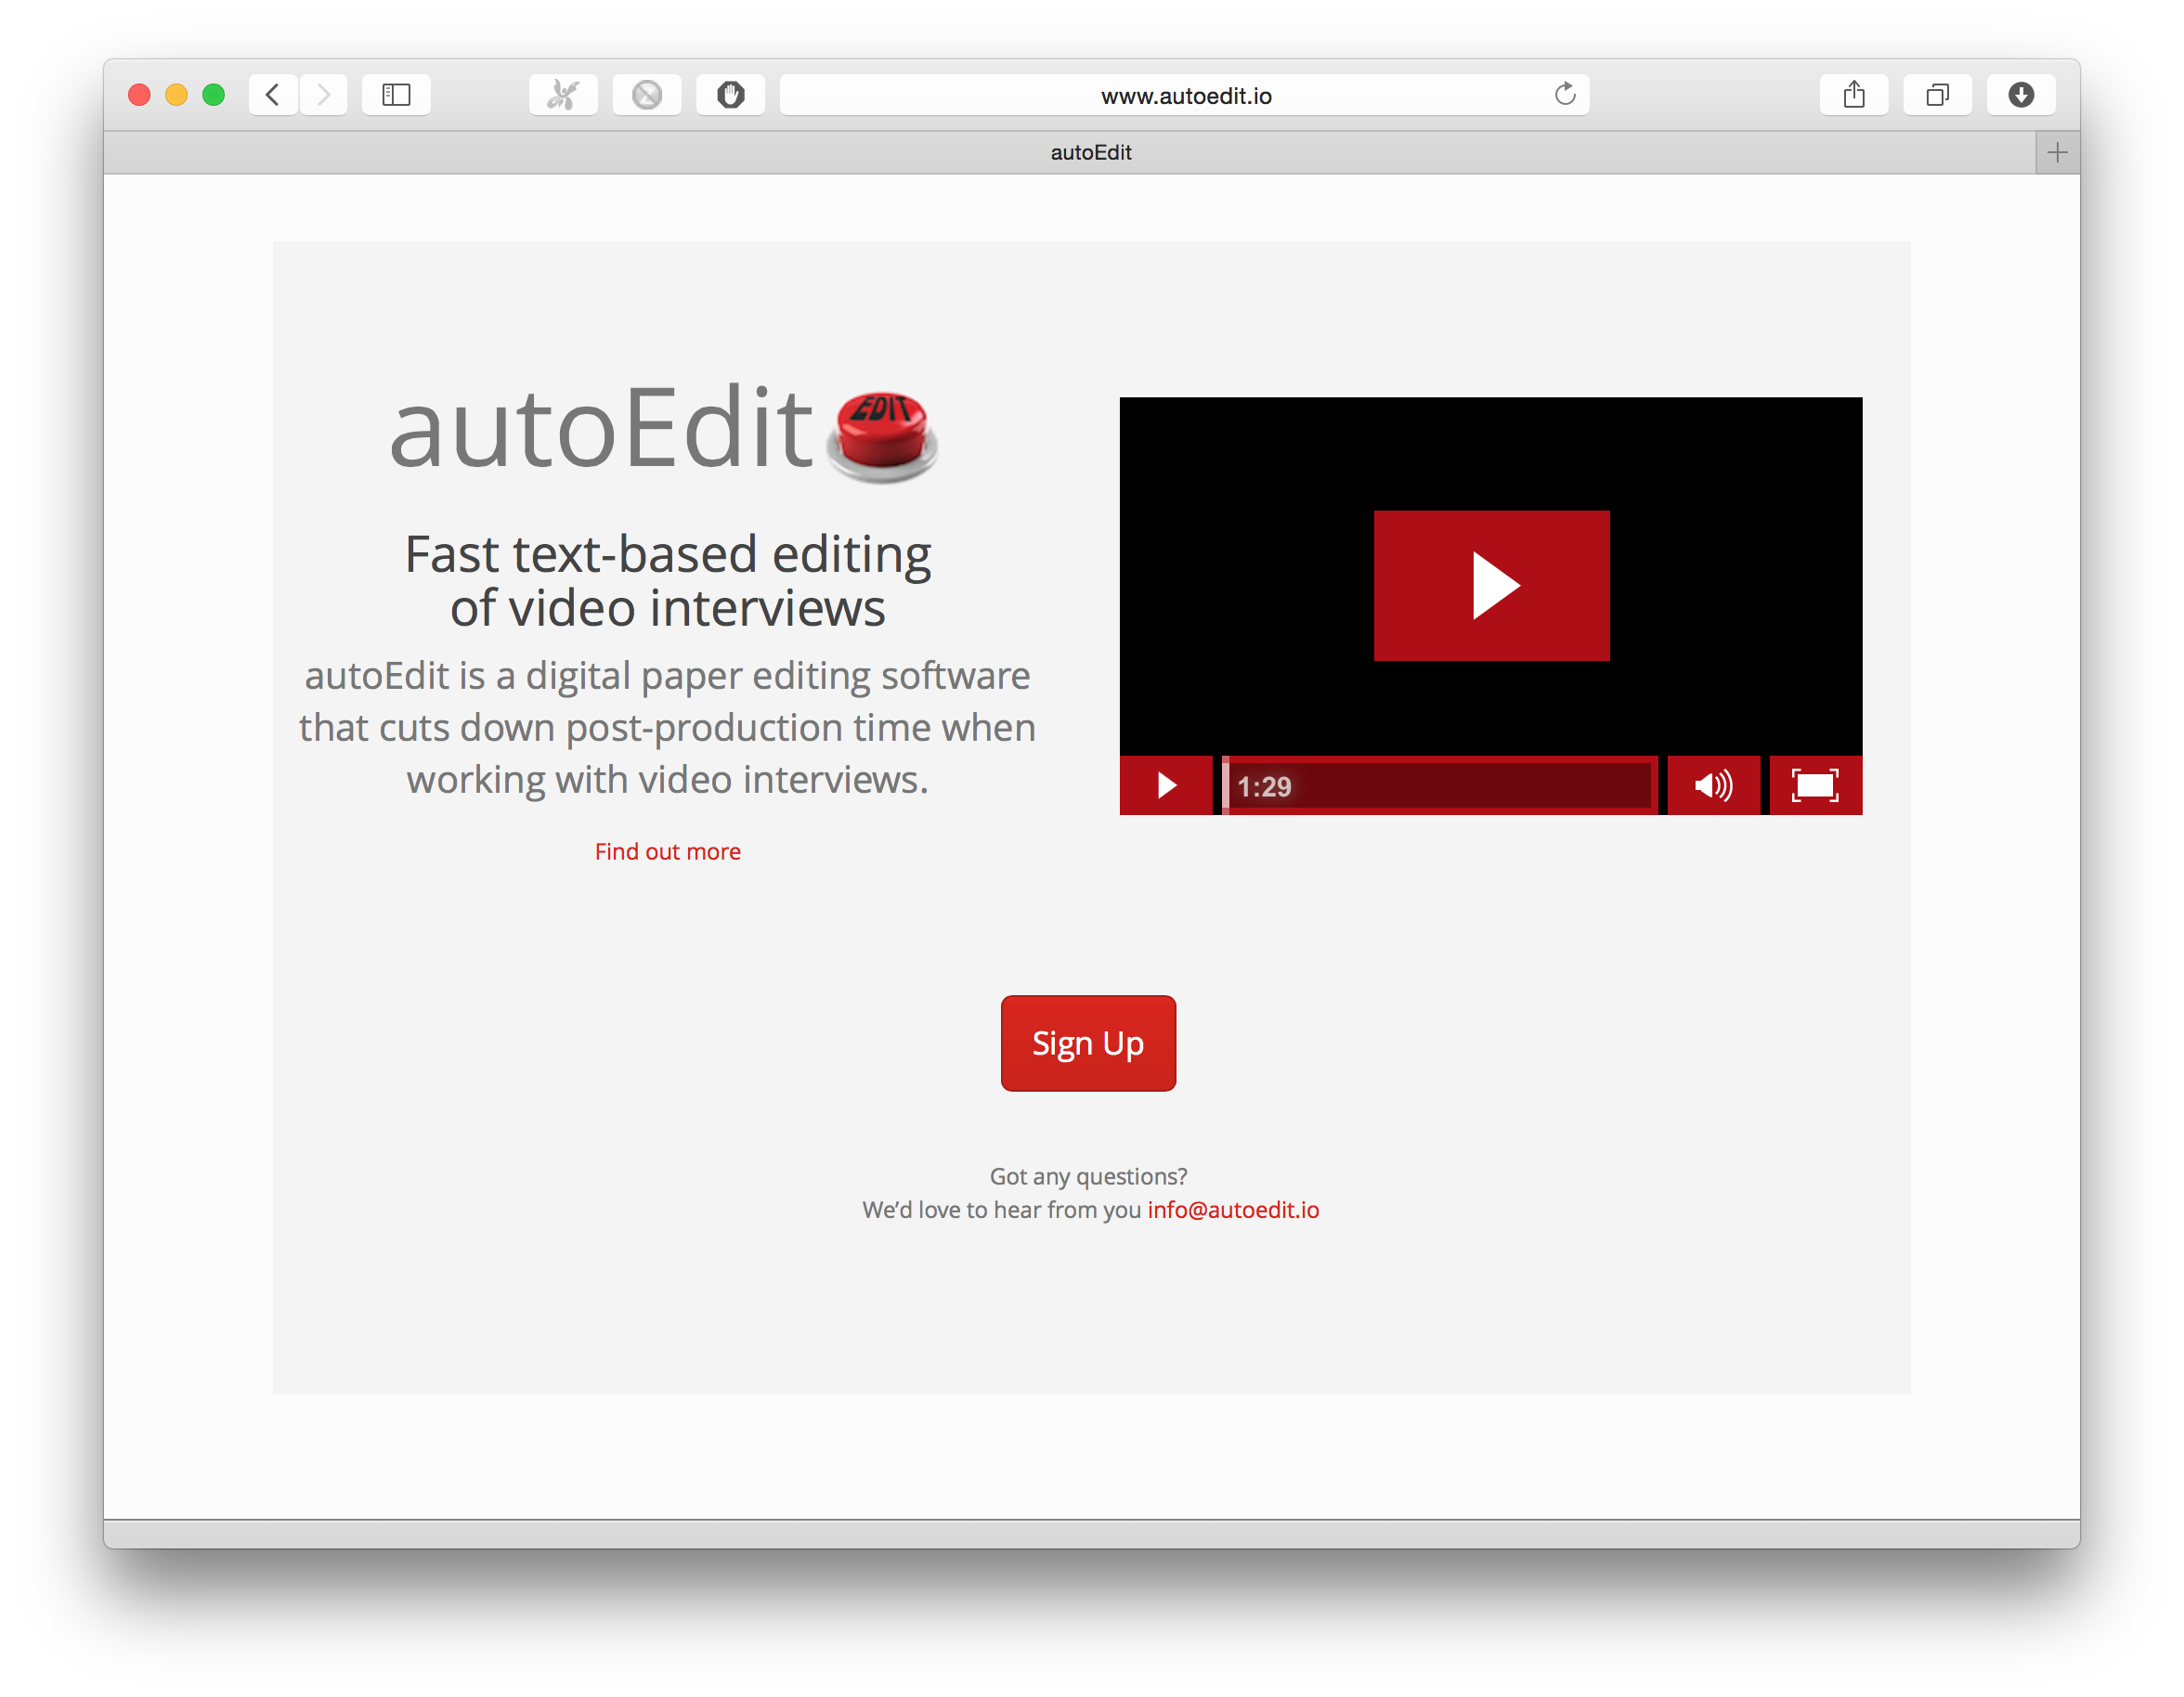 www.autoedit.io
autoEdit
autoEdit
EDIT
Fast text-based editing
of video interviews
autoEdit is a digital paper editing software
that cuts down post-production time when
working with video interviews.
Find out more
1:29
Sign Up
Got any questions?
We’d love to hear from you info@autoedit.io